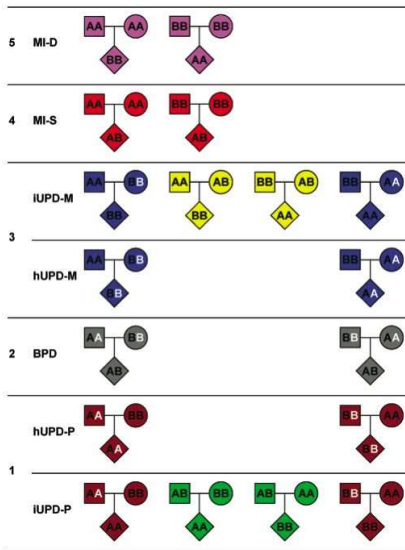 AA AA BB BB
5 MI-D
BB AA
AA AA BB BB
4 MI-S
AB AB
AA BB AA AB BB AB BB AA
iUPD-M
BB BB AA AA
3
AA BB BB AA
hUPD-M
BB AA
AA BB BB AA
2 BPD
AB AB
AA BB BB AA
hUPD-P
AA BB
1
AA BB AB BB AB AA BB AA
iUPD-P
AA AA BB BB